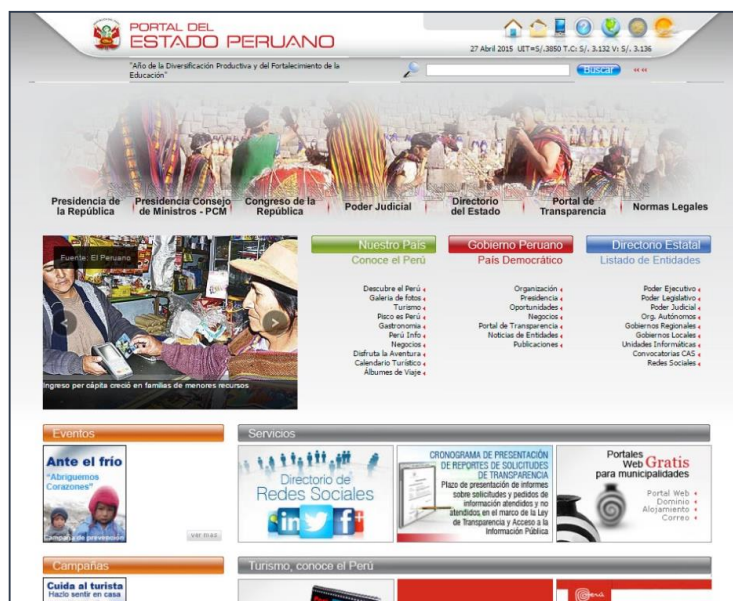 PORTAL DEL
ESTADO PERUANO
27 Abril 2015 UIT=S/.3850 T.C: S/. 3.132 V: S/. 3.136
"Año de la Diversificación Productiva y del Fortalecimiento de la
Educación"
Buscar
Presidencia de
la República
Presidencia Consejo
de Ministros - PCM
Congreso de la
República
Poder Judicial
Directorio
del Estado
Portal de
Transparencia
Normas Legales
Fuente: El Peruano
Ingreso per cápita creció en familias de menores recursos
Nuestro País
Conoce el Perú
Descubre el Perú
Galería de fotos
Turismo
Pisco es Perú
Gastronomía
Perú Info
Negocios
Disfruta la Aventura
Calendario Turístico
Álbumes de Viaje
Gobierno Peruano
País Democrático
Organización
Presidencia
Oportunidades
Negocios
Portal de Transparencia
Noticias de Entidades
Publicaciones
Directorio Estatal
Listado de Entidades
Poder Ejecutivo
Poder Legislativo
Poder Judicial
Org. Autónomos
Gobiernos Regionales
Gobiernos Locales
Unidades Informáticas
Convocatorias CAS
Redes Sociales
Eventos
Ante el frío
"Abriguemos
Corazones"
Campaña de prevención
ver más
Servicios
Directorio de
Redes Sociales
in
f
CRONOGRAMA DE PRESENTACIÓN
DE REPORTES DE SOLICITUDES
DE TRANSPARENCIA
Plazo de presentación de informes
sobre solicitudes y pedidos de
información atendidos y no
atendidos, en el marco de la Ley
de Transparencia y Acceso a la
Información Pública
Portales
Web Gratis
para municipalidades
Portal Web
Dominio
Alojamiento
Correo
Campañas
Cuida al turista
Hazlo sentir en casa
Turismo, conoce el Perú
Perú